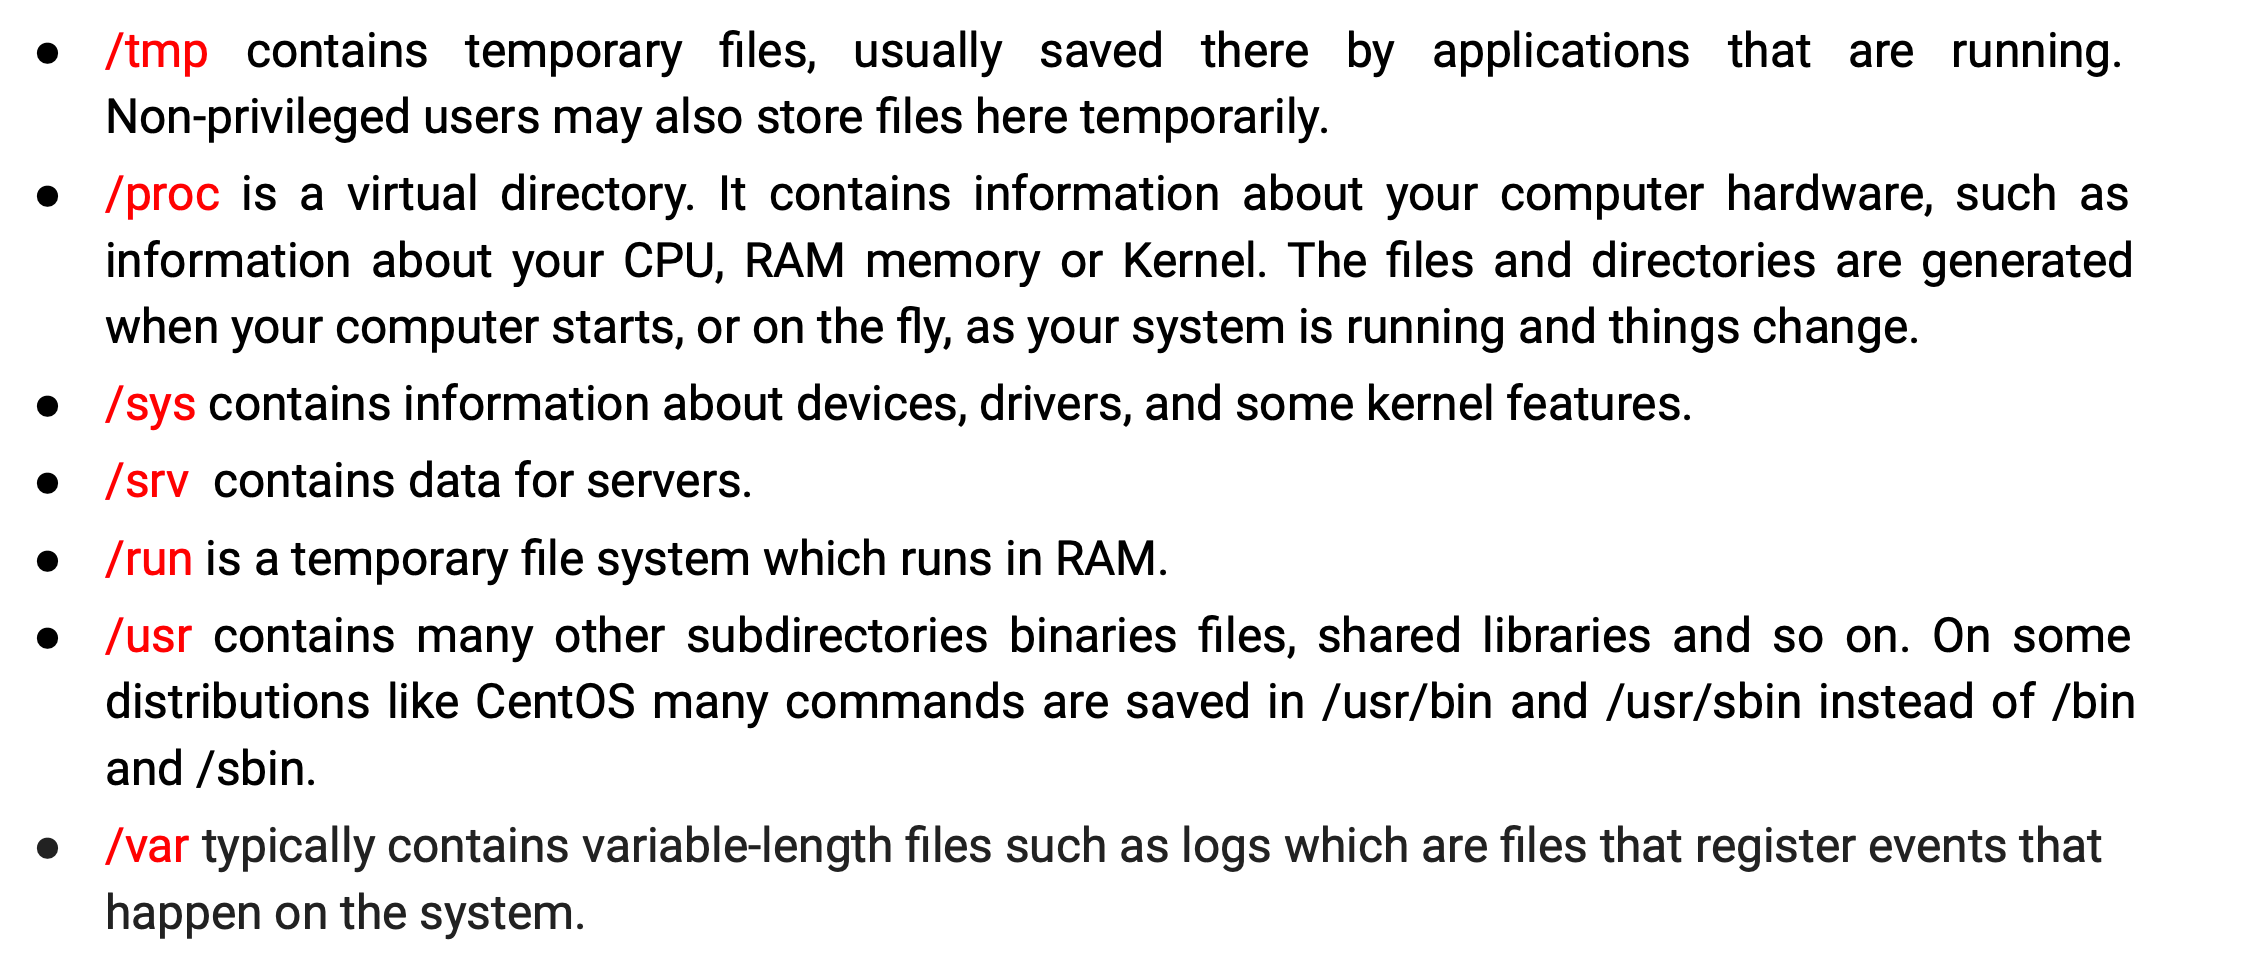 ● /tmp contains temporary files, usually saved there by applications that are running.
Non-privileged users may also store files here temporarily.
● /proc is a virtual directory. It contains information about your computer hardware, such as
information about your CPU, RAM memory or Kernel. The files and directories are generated
when your computer starts, or on the fly, as your system is running and things change.
● /sys contains information about devices, drivers, and some kernel features.
● /srv contains data for servers.
● /run is a temporary file system which runs in RAM.
● /usr contains many other subdirectories binaries files, shared libraries and so on. On some
distributions like CentOS many commands are saved in /usr/bin and /usr/sbin instead of /bin
and /sbin.
● /var typically contains variable-length files such as logs which are files that register events that
happen on the system.